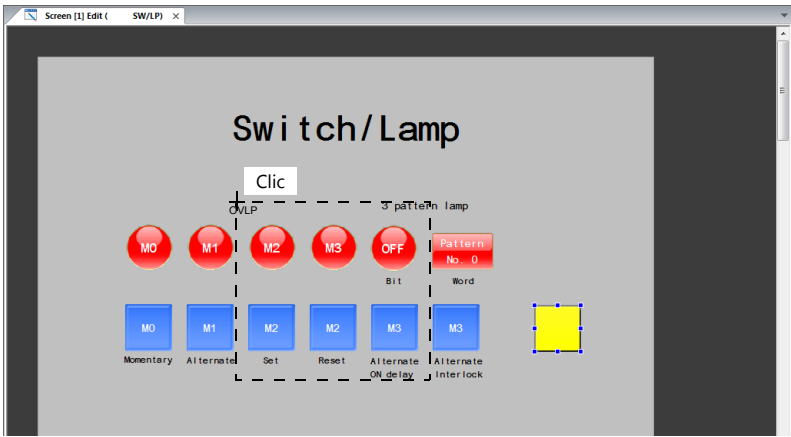 Screen [1] Edit ( SW/LP) ×
Switch/Lamp
Clic
OVLP
3 pattern lamp
M0 M1 M2 M3 OFF Pattern
No. 0
Bit Word
M0 M1 M2 M2 M3 M3
Momentary Alternate Set Reset Alternate Alternate
ON delay Interlock